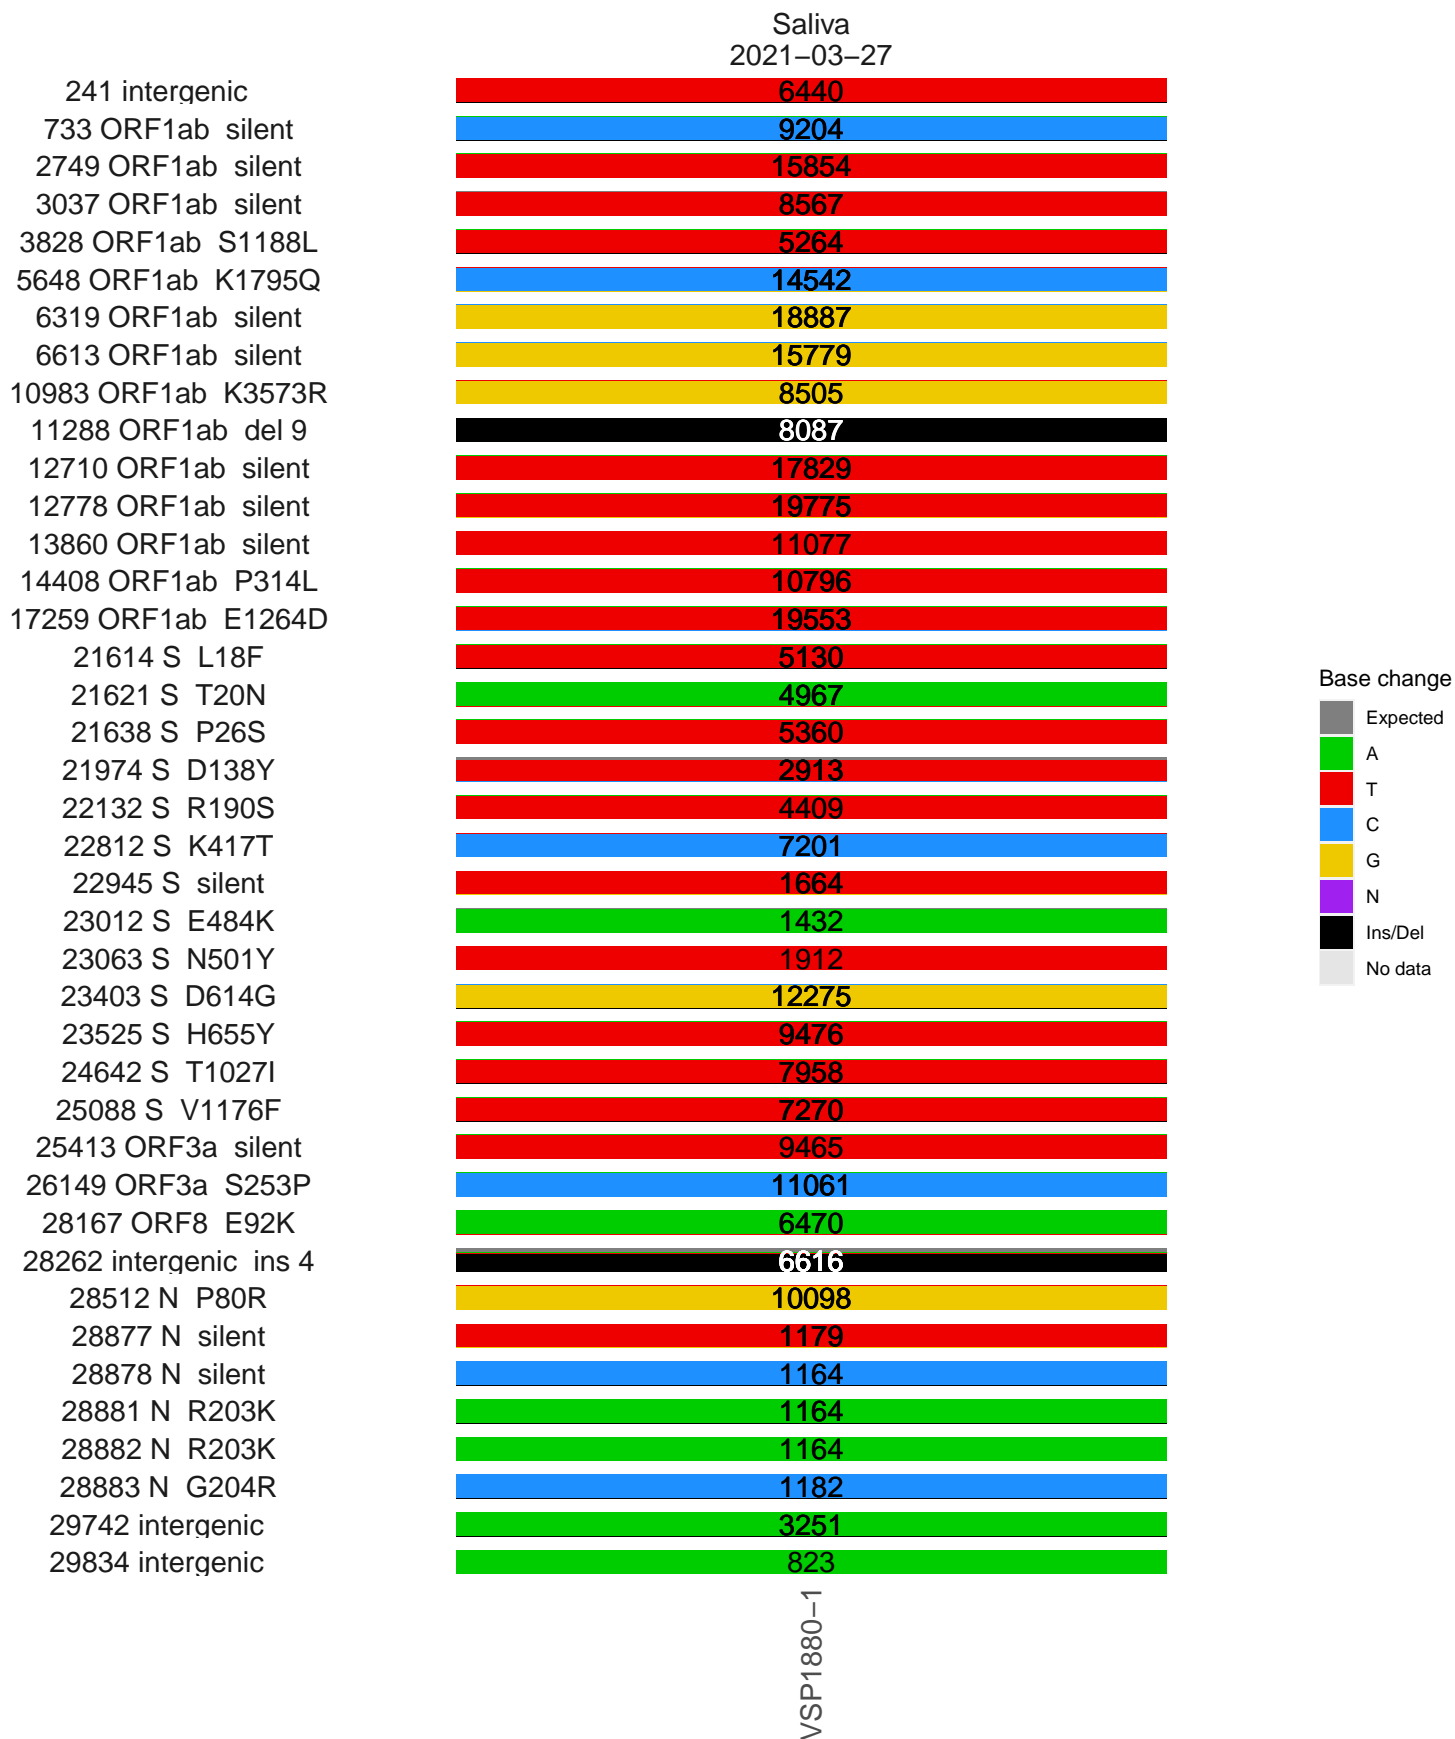 Saliva
2021−03−27
241 intergenic 6440
733 ORF1ab silent 9204
2749 ORF1ab silent 15854
3037 ORF1ab silent 8567
3828 ORF1ab S1188L 5264
5648 ORF1ab K1795Q 14542
6319 ORF1ab silent 18887
6613 ORF1ab silent 15779
10983 ORF1ab K3573R 8505
11288 ORF1ab del 9 8087
12710 ORF1ab silent 17829
12778 ORF1ab silent 19775
13860 ORF1ab silent 11077
14408 ORF1ab P314L 10796
17259 ORF1ab E1264D 19553
21614 S L18F 5130
21621 S T20N 4967
21638 S P26S 5360
21974 S D138Y 2913
22132 S R190S 4409
22812 S K417T 7201
22945 S silent 1664
23012 S E484K 1432
23063 S N501Y 1912
23403 S D614G 12275
23525 S H655Y 9476
24642 S T1027I 7958
25088 S V1176F 7270
25413 ORF3a silent 9465
26149 ORF3a S253P 11061
28167 ORF8 E92K 6470
28262 intergenic ins 4 6616
28512 N P80R 10098
28877 N silent 1179
28878 N silent 1164
28881 N R203K 1164
28882 N R203K 1164
28883 N G204R 1182
29742 intergenic 3251
29834 intergenic 823
VSP1880−1
Base change
Expected
A
T
C
G
N
Ins/Del
No data